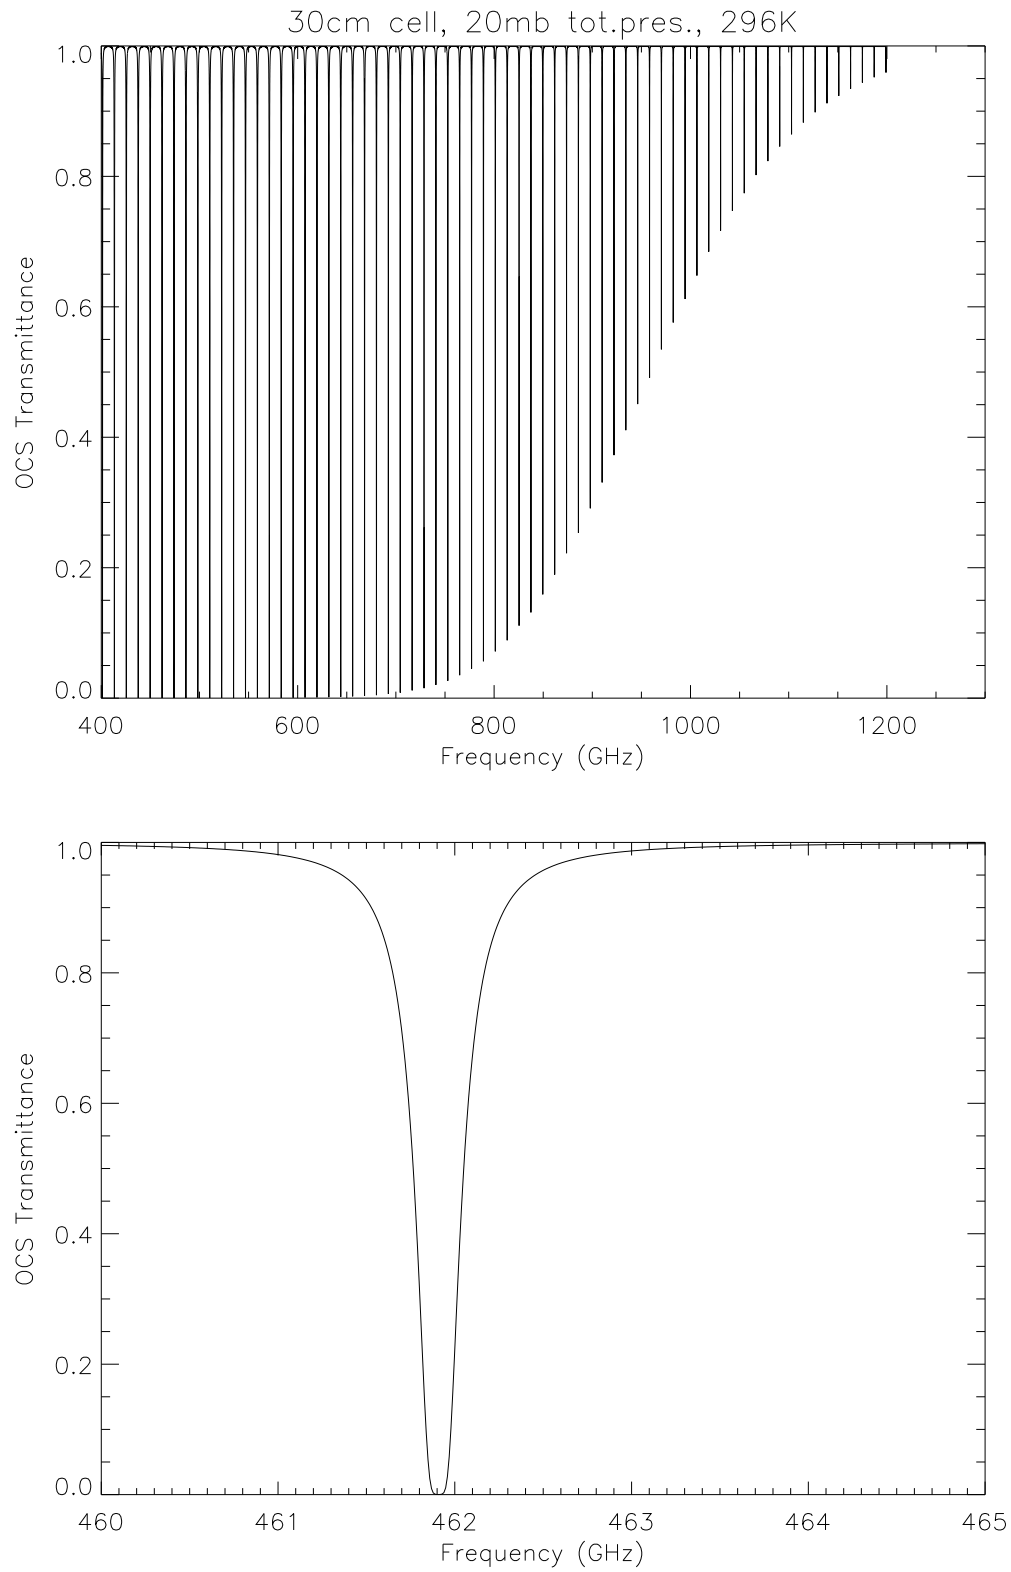 30cm cell, 20mb tot.pres., 296K
1.0
0.8
0.6
0.4
0.2
0.0
OCS Transmittance
400 600 800 1000 1200
Frequency (GHz)
1.0
0.8
0.6
0.4
0.2
0.0
OCS Transmittance
460 461 462 463 464 465
Frequency (GHz)